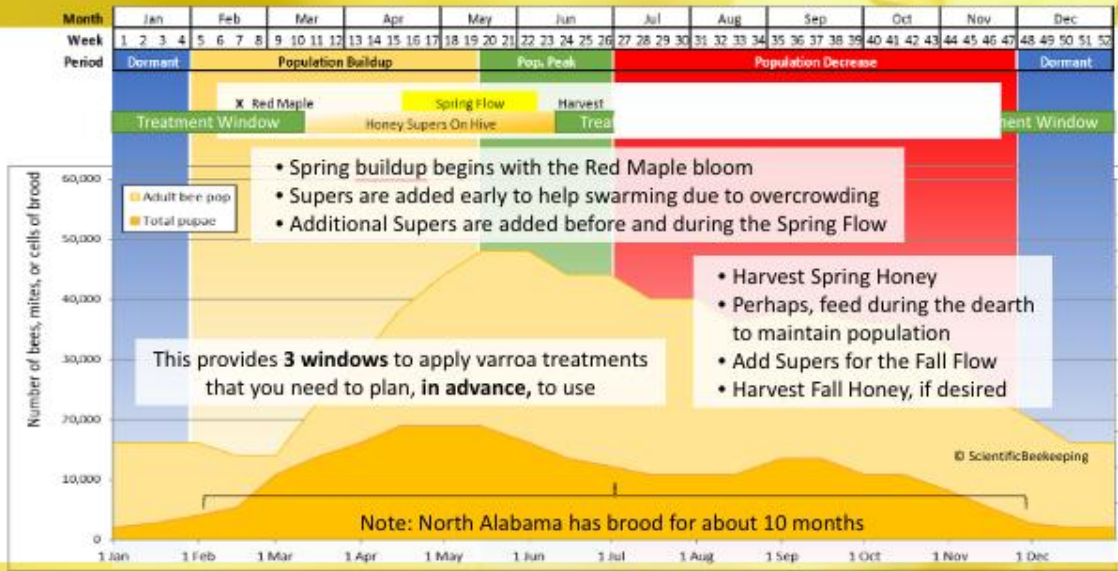 Month Jan Feb Mar Apr May Jun Jul Aug Sep Oct Nov Dec
Week 1 2 3 4 5 6 7 8 9 10 11 12 13 14 15 16 17 18 19 20 21 22 23 24 25 26 27 28 29 30 31 32 33 34 35 36 37 38 39 40 41 42 43 44 45 46 47 48 49 50 51 52
Period Dormant Population Buildup Pop. Peak Population Decrease Dormant
X Red Maple Spring Flow Harvest
Treatment Window Honey Supers On Hive Treat ment Window
• Spring buildup begins with the Red Maple bloom
• Supers are added early to help swarming due to overcrowding
• Additional Supers are added before and during the Spring Flow
Adult bee pop
Total pupae
• Harvest Spring Honey
• Perhaps, feed during the dearth
to maintain population
• Add Supers for the Fall Flow
• Harvest Fall Honey, if desired
This provides 3 windows to apply varroa treatments
that you need to plan, in advance, to use
Number of bees, mites, or cells of brood
60,000
50,000
40,000
30,000
20,000
10,000
0
© ScientificBeekeeping
Note: North Alabama has brood for about 10 months
1 Jan 1 Feb 1 Mar 1 Apr 1 May 1 Jun 1 Jul 1 Aug 1 Sep 1 Oct 1 Nov 1 Dec